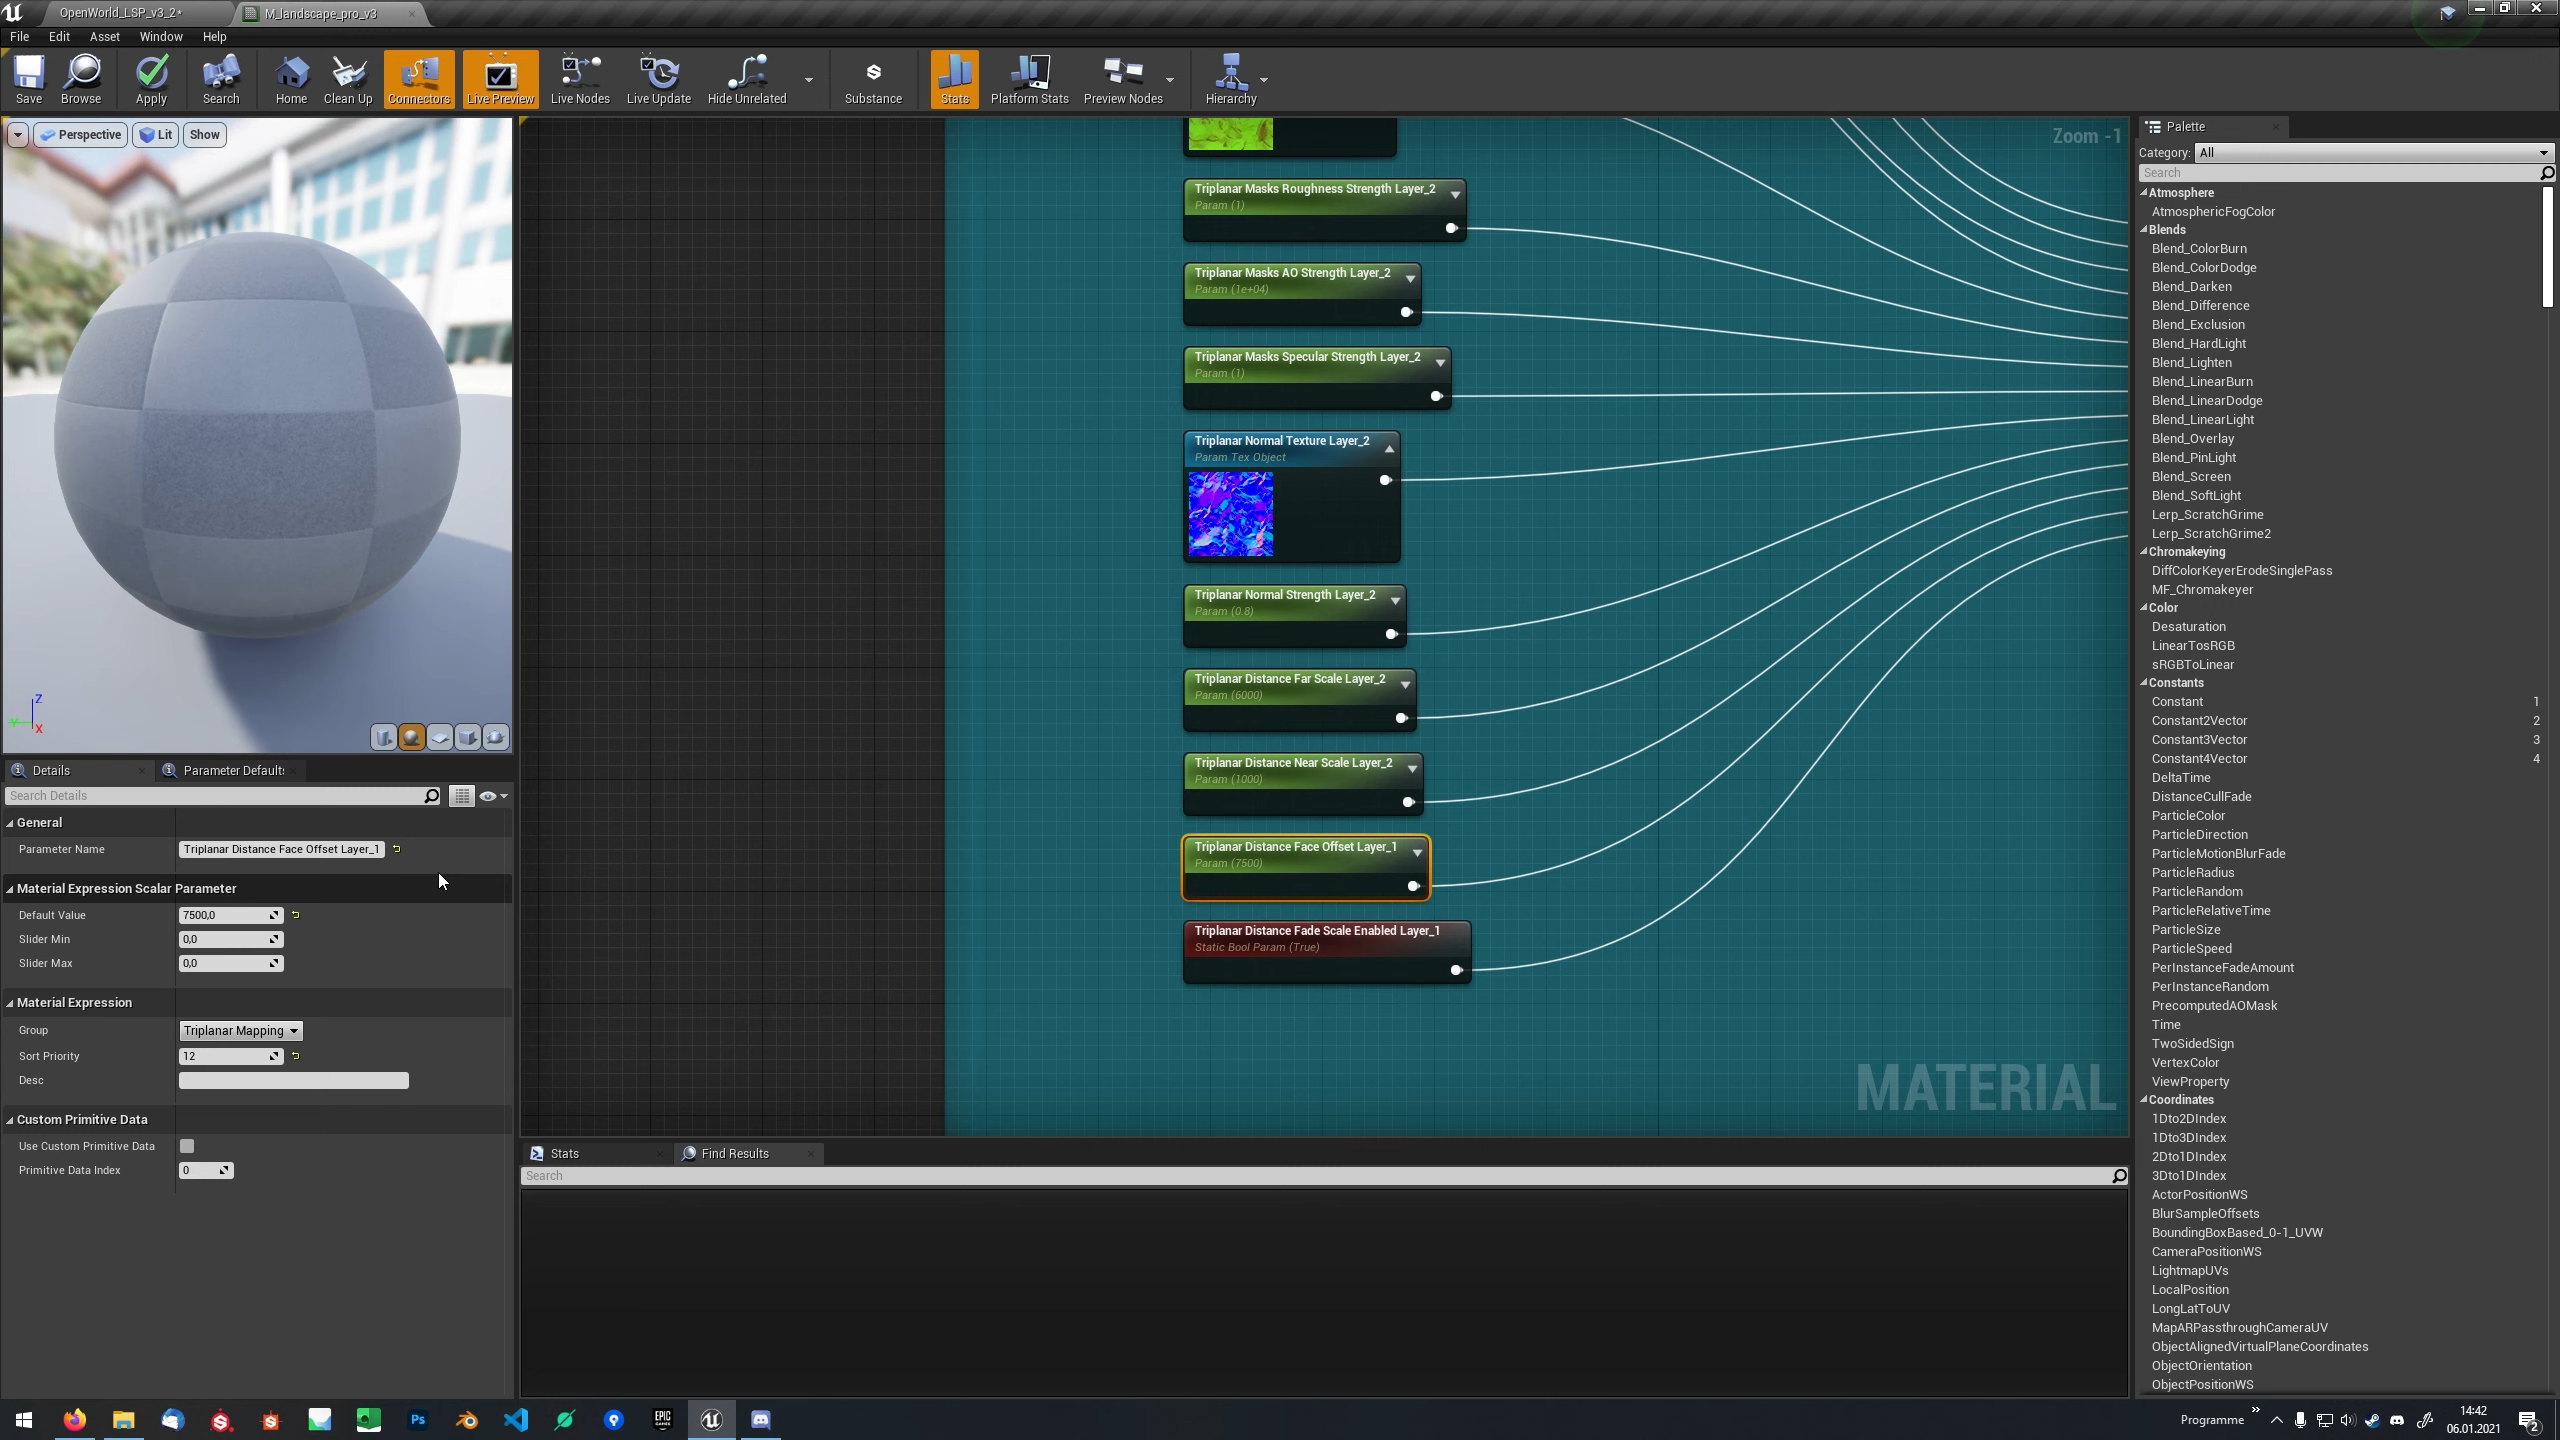 OpenWorld_LSP_v3_2*
M_landscape_pro_v3
File Edit Asset Window Help
Save Browse Apply Search Home Clean Up Connectors Live Preview Live Nodes Live Update Hide Unrelated Substance Stats Platform Stats Preview Nodes Hierarchy
Perspective Lit Show
Z
Y
X
Details
Parameter Defaults
Search Details
General
Parameter Name Triplanar Distance Face Offset Layer_1
Material Expression Scalar Parameter
Default Value 7500,0
Slider Min 0,0
Slider Max 0,0
Material Expression
Group Triplanar Mapping
Sort Priority 12
Desc
Custom Primitive Data
Use Custom Primitive Data
Primitive Data Index 0
Zoom -1
Triplanar Masks Roughness Strength Layer_2
Param (1)
Triplanar Masks AO Strength Layer_2
Param (1e+04)
Triplanar Masks Specular Strength Layer_2
Param (1)
Triplanar Normal Texture Layer_2
Param Tex Object
Triplanar Normal Strength Layer_2
Param (0.8)
Triplanar Distance Far Scale Layer_2
Param (6000)
Triplanar Distance Near Scale Layer_2
Param (1000)
Triplanar Distance Face Offset Layer_1
Param (7500)
Triplanar Distance Fade Scale Enabled Layer_1
Static Bool Param (True)
MATERIAL
Stats
Find Results
Search
Palette
Category: All
Search
Atmosphere
AtmosphericFogColor
Blends
Blend_ColorBurn
Blend_ColorDodge
Blend_Darken
Blend_Difference
Blend_Exclusion
Blend_HardLight
Blend_Lighten
Blend_LinearBurn
Blend_LinearDodge
Blend_LinearLight
Blend_Overlay
Blend_PinLight
Blend_Screen
Blend_SoftLight
Lerp_ScratchGrime
Lerp_ScratchGrime2
Chromakeying
DiffColorKeyerErodeSinglePass
MF_Chromakeyer
Color
Desaturation
LinearTosRGB
sRGBToLinear
Constants
Constant 1
Constant2Vector 2
Constant3Vector 3
Constant4Vector 4
DeltaTime
DistanceCullFade
ParticleColor
ParticleDirection
ParticleMotionBlurFade
ParticleRadius
ParticleRandom
ParticleRelativeTime
ParticleSize
ParticleSpeed
PerInstanceFadeAmount
PerInstanceRandom
PrecomputedAOMask
Time
TwoSidedSign
VertexColor
ViewProperty
Coordinates
1Dto2DIndex
1Dto3DIndex
2Dto1DIndex
3Dto1DIndex
ActorPositionWS
BlurSampleOffsets
BoundingBoxBased_0-1_UVW
CameraPositionWS
LightmapUVs
LocalPosition
LongLatToUV
MapARPassthroughCameraUV
ObjectAlignedVirtualPlaneCoordinates
ObjectOrientation
ObjectPositionWS
Ps
EPIC GAMES
Programme
14:42
06.01.2021
2